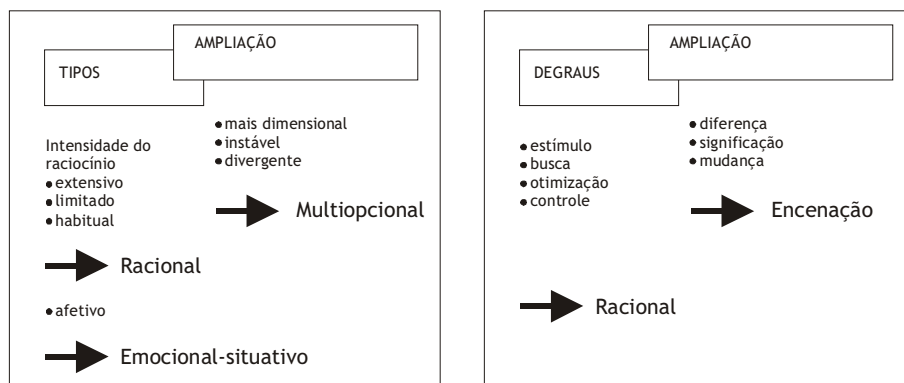 TIPOS
AMPLIAÇÃO
Intensidade do
raciocínio
• extensivo
• limitado
• habitual
Racional
• afetivo
Emocional-situativo
• mais dimensional
• instável
• divergente
Multiopcional
DEGRAUS
AMPLIAÇÃO
• estímulo
• busca
• otimização
• controle
Racional
• diferença
• significação
• mudança
Encenação